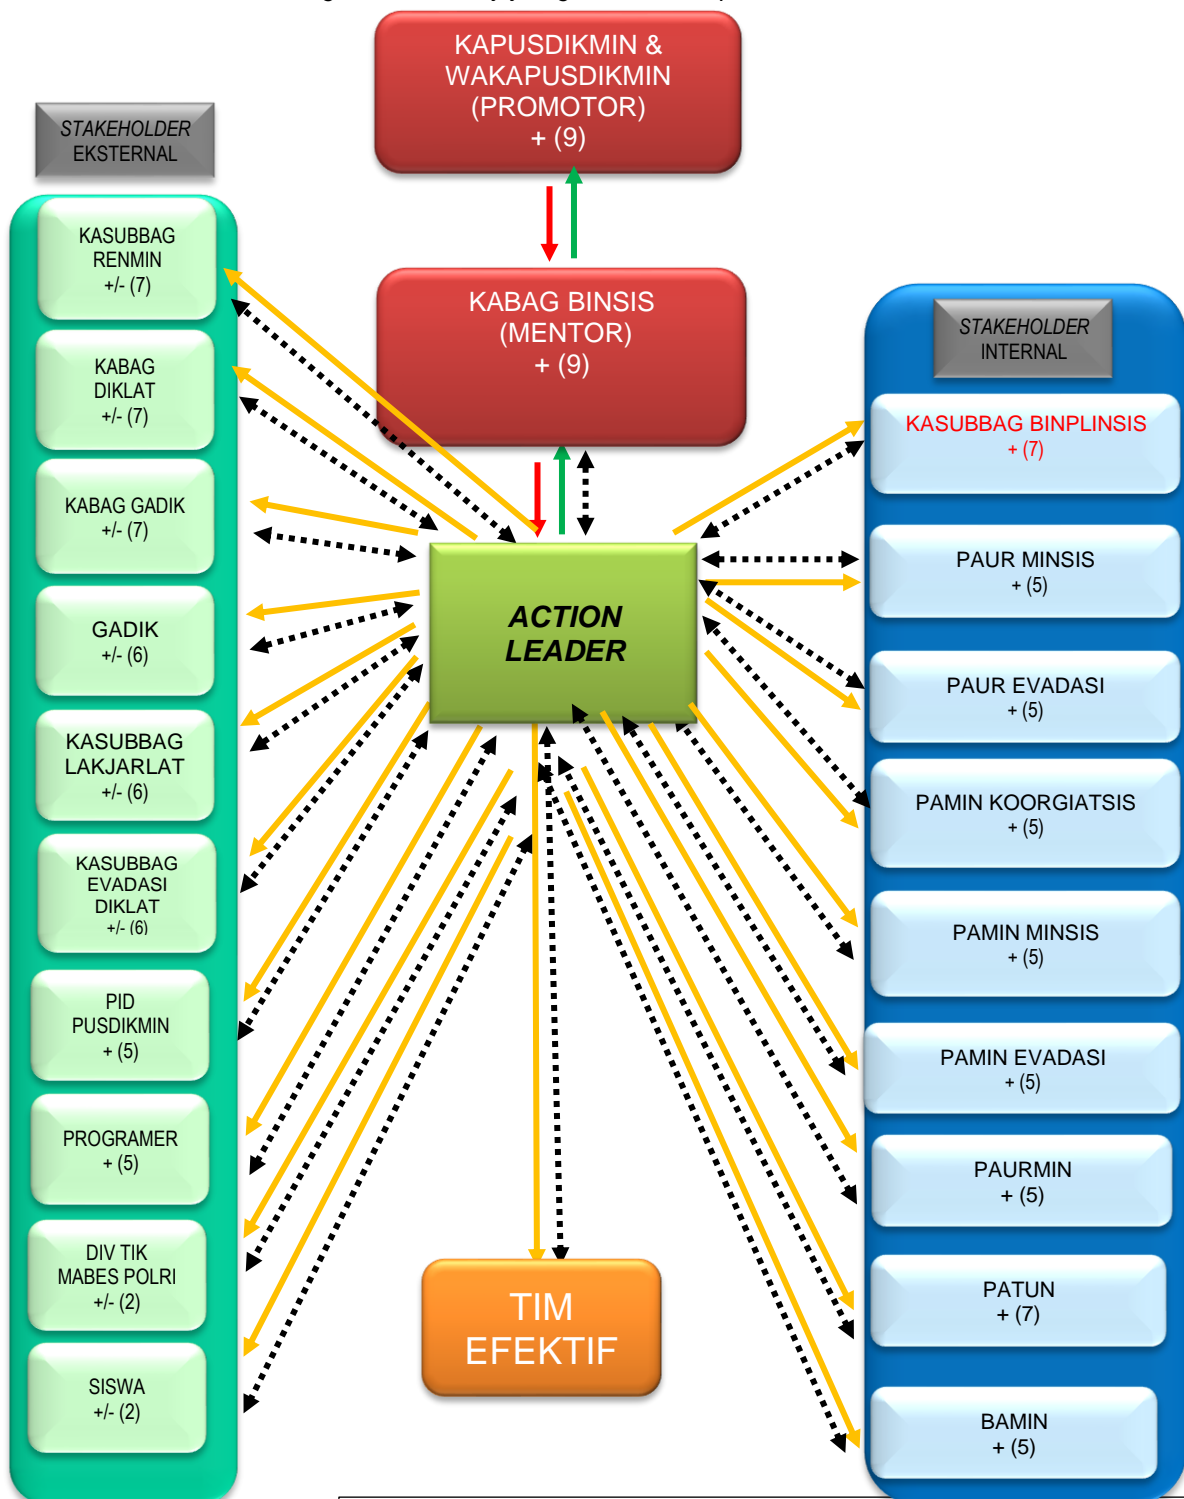 KAPUSDIKMIN &
WAKAPUSDIKMIN
(PROMOTOR)
+ (9)
STAKEHOLDER
EKSTERNAL
KASUBBAG
RENMIN
+/- (7)
KABAG
DIKLAT
+/- (7)
KABAG GADIK
+/- (7)
GADIK
+/- (6)
KASUBBAG
LAKJARLAT
+/- (6)
KASUBBAG
EVADASI
DIKLAT
+/- (6)
PID
PUSDIKMIN
+ (5)
PROGRAMER
+ (5)
DIV TIK
MABES POLRI
+/- (2)
SISWA
+/- (2)
KABAG BINSIS
(MENTOR)
+ (9)
ACTION
LEADER
TIM
EFEKTIF
STAKEHOLDER
INTERNAL
KASUBBAG BINPLINSIS
+ (7)
PAUR MINSIS
+ (5)
PAUR EVADASI
+ (5)
PAMIN KOORGIATSIS
+ (5)
PAMIN MINSIS
+ (5)
PAMIN EVADASI
+ (5)
PAURMIN
+ (5)
PATUN
+ (7)
BAMIN
+ (5)